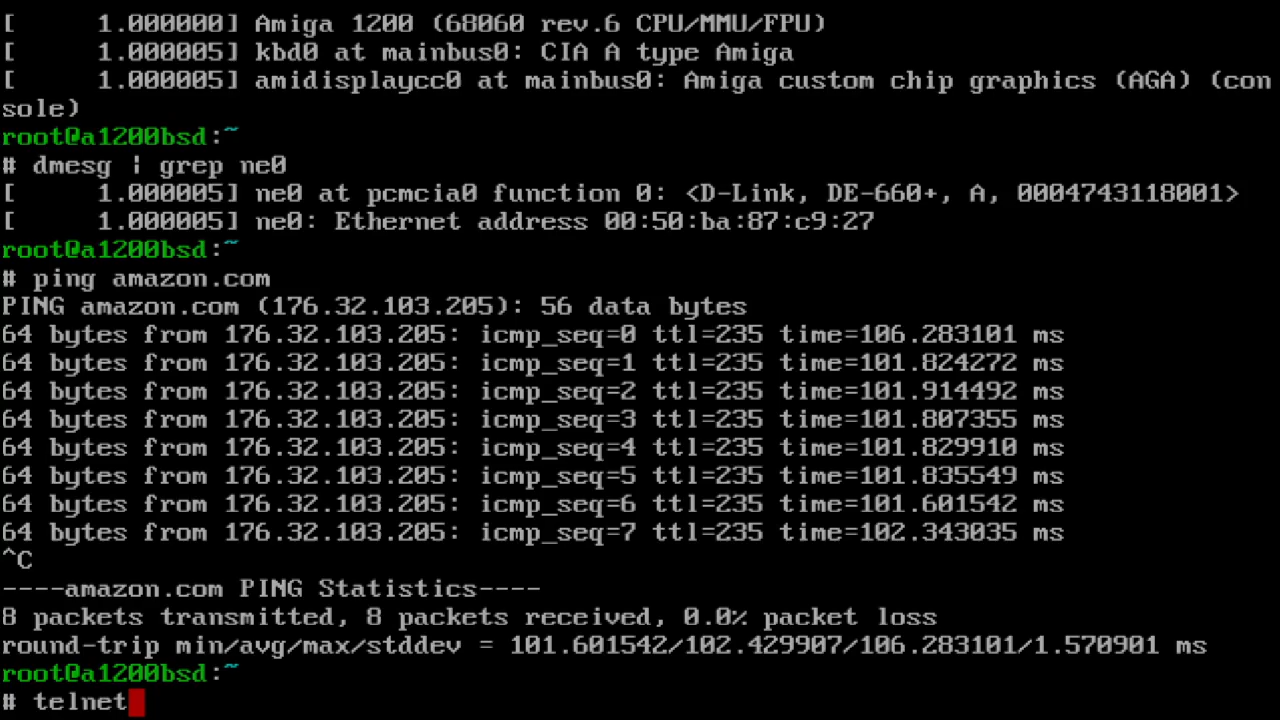 [     1.000000] Amiga 1200 (68060 rev.6 CPU/MMU/FPU)
[     1.000005] kbd0 at mainbus0: CIA A type Amiga
[     1.000005] amidisplaycc0 at mainbus0: Amiga custom chip graphics (AGA) (con
sole)
root@a1200bsd:~
# dmesg | grep ne0
[     1.000005] ne0 at pcmcia0 function 0: <D-Link, DE-660+, A, 0004743118001>
[     1.000005] ne0: Ethernet address 00:50:ba:87:c9:27
root@a1200bsd:~
# ping amazon.com
PING amazon.com (176.32.103.205): 56 data bytes
64 bytes from 176.32.103.205: icmp_seq=0 ttl=235 time=106.283101 ms
64 bytes from 176.32.103.205: icmp_seq=1 ttl=235 time=101.824272 ms
64 bytes from 176.32.103.205: icmp_seq=2 ttl=235 time=101.914492 ms
64 bytes from 176.32.103.205: icmp_seq=3 ttl=235 time=101.807355 ms
64 bytes from 176.32.103.205: icmp_seq=4 ttl=235 time=101.829910 ms
64 bytes from 176.32.103.205: icmp_seq=5 ttl=235 time=101.835549 ms
64 bytes from 176.32.103.205: icmp_seq=6 ttl=235 time=101.601542 ms
64 bytes from 176.32.103.205: icmp_seq=7 ttl=235 time=102.343035 ms
^C
----amazon.com PING Statistics----
8 packets transmitted, 8 packets received, 0.0% packet loss
round-trip min/avg/max/stddev = 101.601542/102.429907/106.283101/1.570901 ms
root@a1200bsd:~
# telnet